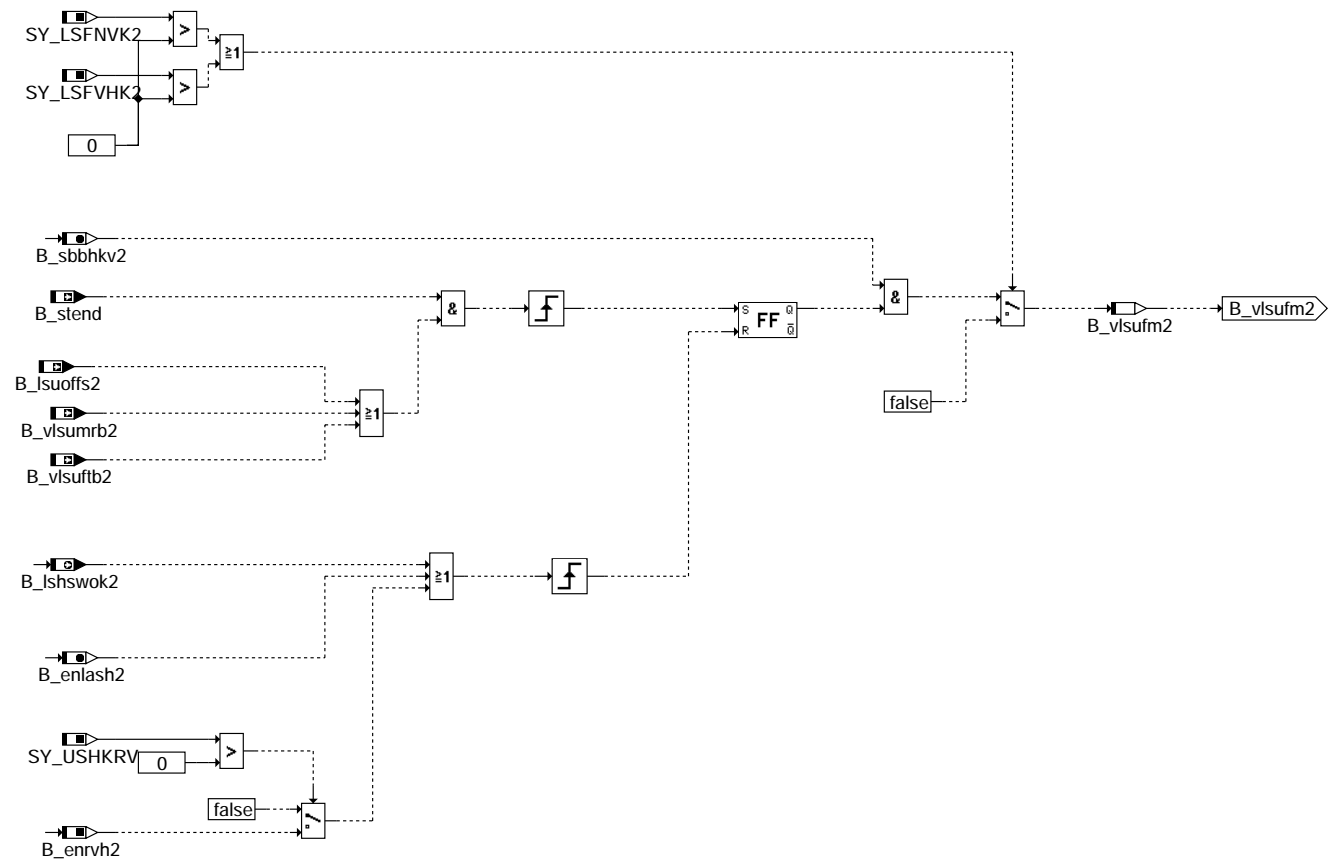 SY_LSFNVK2
>
≧1
SY_LSFVHK2
>
0
B_sbbhkv2
B_stend
&
&
S Q
FF
R Q̅
B_vlsufm2
B_vlsufm2
B_lsuoffs2
false
B_vlsumrb2
≧1
B_vlsuftb2
B_lshswok2
≧1
B_enlash2
SY_USHKRV
0
>
false
B_enrvh2